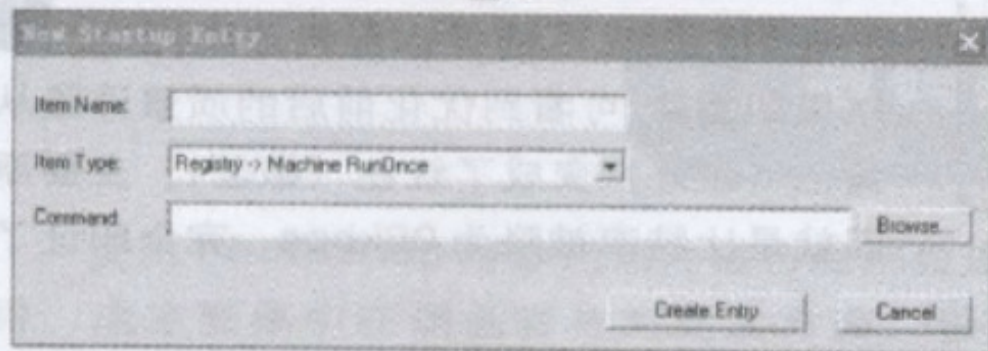 New Startup Entry
Item Name:
Item Type: Registry -> Machine RunOnce
Command: Browse...
Create Entry Cancel